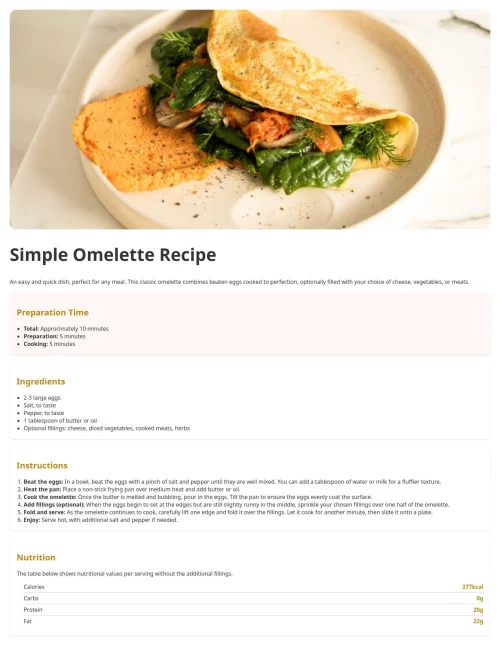 Simple Omelette Recipe
An easy and quick dish, perfect for any meal. This classic omelette combines beaten eggs cooked to perfection, optionally filled with your choice of cheese, vegetables, or meats.
Preparation Time
• Total: Approcimately 10 minutes
• Preparation: 5 minutes
• Cooking: 5 minutes
Ingredients
• 2-3 large eggs
• Salt, to taste
• Pepper, to taste
• 1 tablespoon of butter or oil
• Optional fillings: cheese, diced vegetables, cooked meats, herbs
Instructions
1. Beat the eggs: In a bowl, beat the eggs with a pinch of salt and pepper until they are well mixed. You can add a tablespoon of water or milk for a fluffier texture.
2. Heat the pan: Place a non-stick frying pan over medium heat and add butter or oil.
3. Cook the omelette: Once the butter is melted and bubbling, pour in the eggs. Tilt the pan to ensure the eggs evenly coat the surface.
4. Add fillings (optional): When the eggs begin to set at the edges but are still slightly runny in the middle, sprinkle your chosen fillings over one half of the omelette.
5. Fold and serve: As the omelette continues to cook, carefully lift one edge and fold it over the fillings. Let it cook for another minute, then slide it onto a plate.
6. Enjoy: Serve hot, with additional salt and pepper if needed.
Nutrition
The table below shows nutritional values per serving without the additional fillings.
Calories 277kcal
Carbs 0g
Protein 20g
Fat 22g